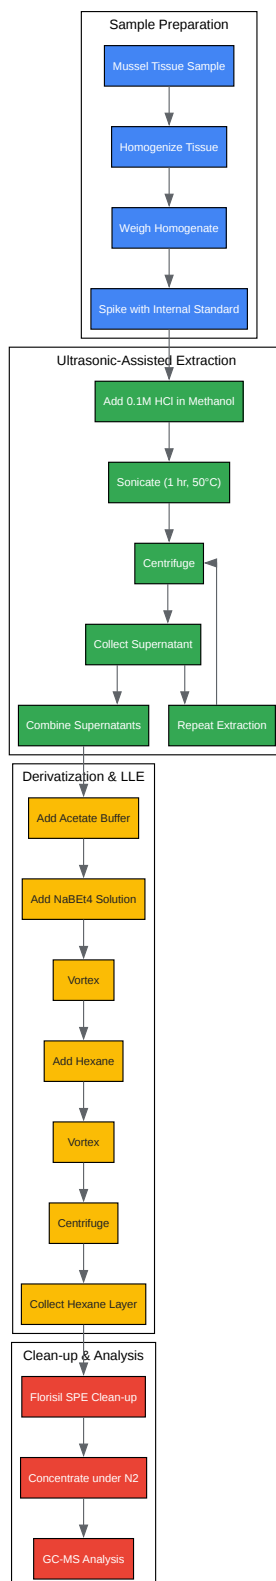 Sample Preparation
Mussel Tissue Sample
Homogenize Tissue
Weigh Homogenate
Spike with Internal Standard
Ultrasonic-Assisted Extraction
Add 0.1M HCl in Methanol
Sonicate (1 hr, 50°C)
Centrifuge
Collect Supernatant
Combine Supernatants
Repeat Extraction
Derivatization & LLE
Add Acetate Buffer
Add NaBEt4 Solution
Vortex
Add Hexane
Vortex
Centrifuge
Collect Hexane Layer
Clean-up & Analysis
Florisil SPE Clean-up
Concentrate under N2
GC-MS Analysis